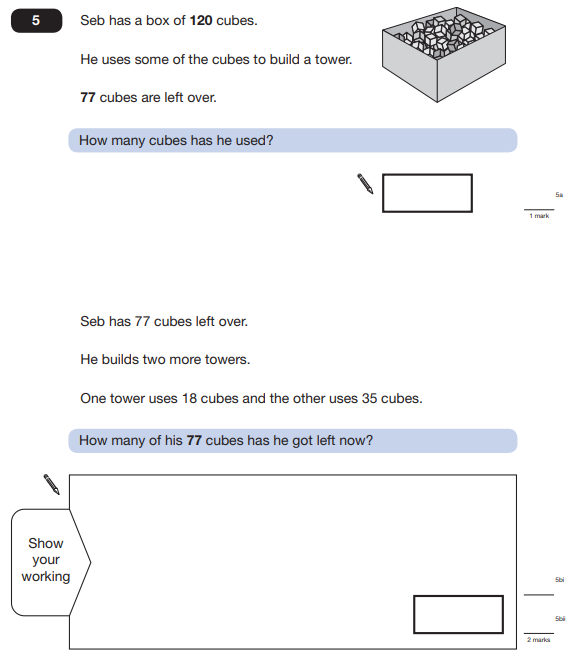 5
Seb has a box of 120 cubes.
He uses some of the cubes to build a tower.
77 cubes are left over.
How many cubes has he used?
5a
1 mark
Seb has 77 cubes left over.
He builds two more towers.
One tower uses 18 cubes and the other uses 35 cubes.
How many of his 77 cubes has he got left now?
Show
your
working
5bi
5bii
2 marks